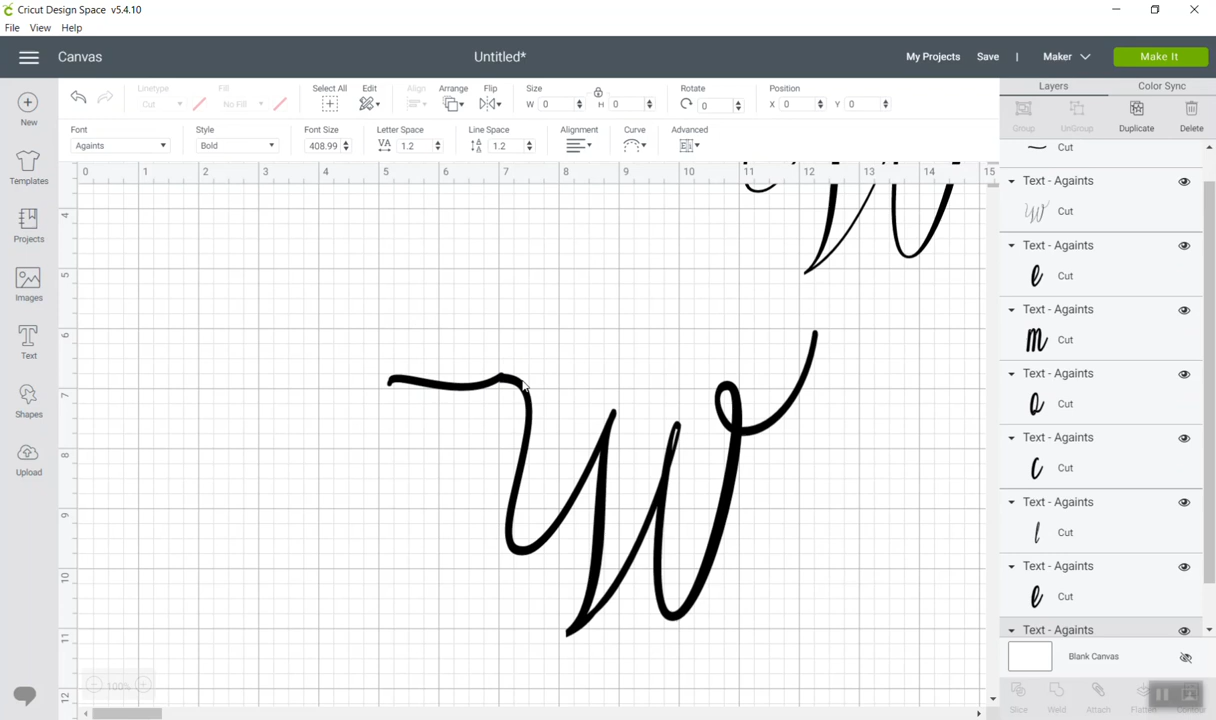 Cricut Design Space v5.4.10
File View Help
Canvas Untitled* My Projects Save | Maker Make It
New
Templates
Projects
Images
Text
Shapes
Upload
Linetype Fill Select All Edit Align Arrange Flip Size Rotate Position
Cut No Fill W 0 H 0 0 X 0 Y 0
Font Style Font Size Letter Space Line Space Alignment Curve Advanced
Againts Bold 408.99 VA 1.2 1.2
0 1 2 3 4 5 6 7 8 9 10 11 12 13 14 15
4
5
6
7
8
9
10
11
12
W
W
100%
Layers Color Sync
Group UnGroup Duplicate Delete
Cut
Text - Againts
W Cut
Text - Againts
e Cut
Text - Againts
m Cut
Text - Againts
o Cut
Text - Againts
c Cut
Text - Againts
l Cut
Text - Againts
e Cut
Text - Againts
Blank Canvas
Slice Weld Attach Flatten Contour